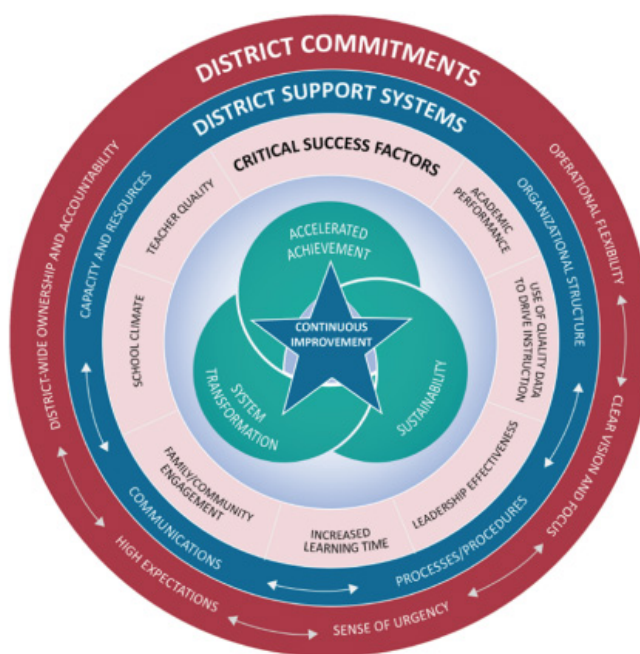 DISTRICT COMMITMENTS
OPERATIONAL FLEXIBILITY
CLEAR VISION AND FOCUS
SENSE OF URGENCY
HIGH EXPECTATIONS
DISTRICT-WIDE OWNERSHIP AND ACCOUNTABILITY
DISTRICT SUPPORT SYSTEMS
ORGANIZATIONAL STRUCTURE
PROCESSES/PROCEDURES
COMMUNICATIONS
CAPACITY AND RESOURCES
CRITICAL SUCCESS FACTORS
ACADEMIC
PERFORMANCE
USE OF QUALITY DATA
TO DRIVE INSTRUCTION
LEADERSHIP EFFECTIVENESS
INCREASED
LEARNING TIME
FAMILY/COMMUNITY
ENGAGEMENT
SCHOOL CLIMATE
TEACHER QUALITY
ACCELERATED
ACHIEVEMENT
SUSTAINABILITY
SYSTEM
TRANSFORMATION
CONTINUOUS
IMPROVEMENT